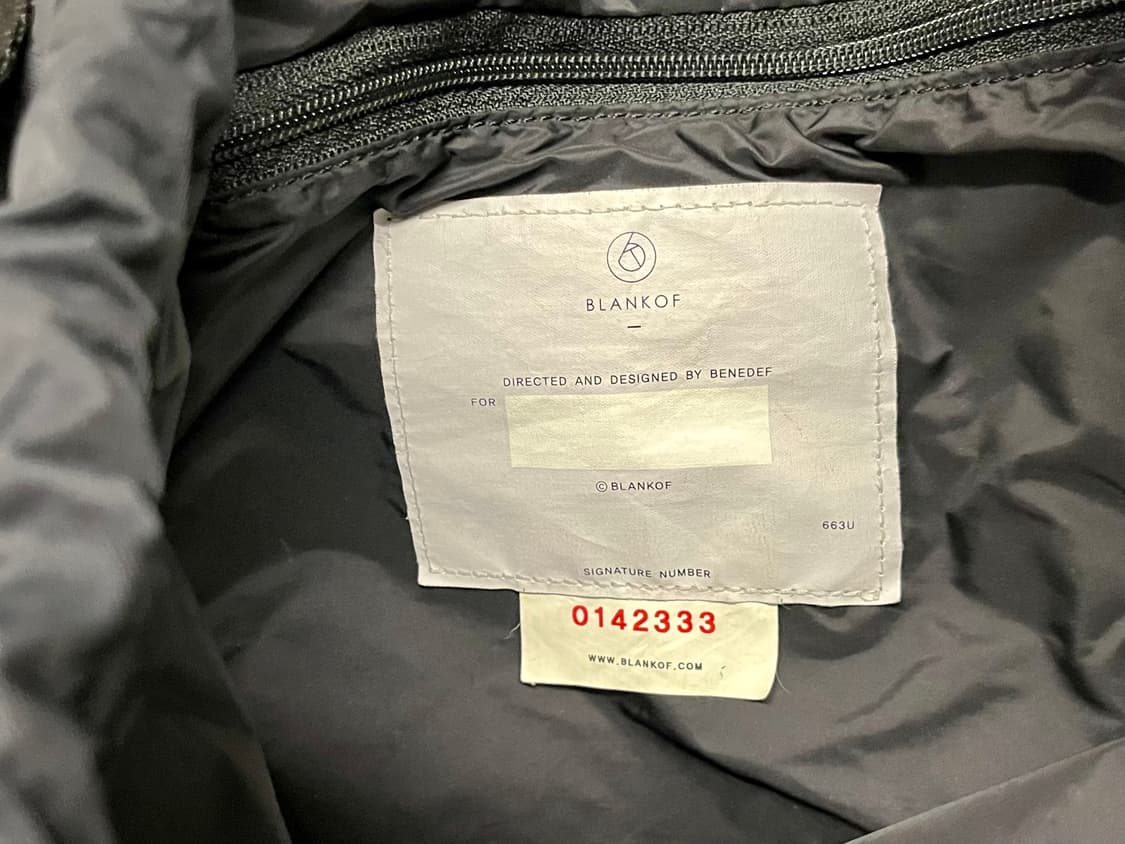 BLANKOF
DIRECTED AND DESIGNED BY BENEDEF
FOR
©BLANKOF
663U
SIGNATURE NUMBER
0142333
WWW.BLANKOF.COM